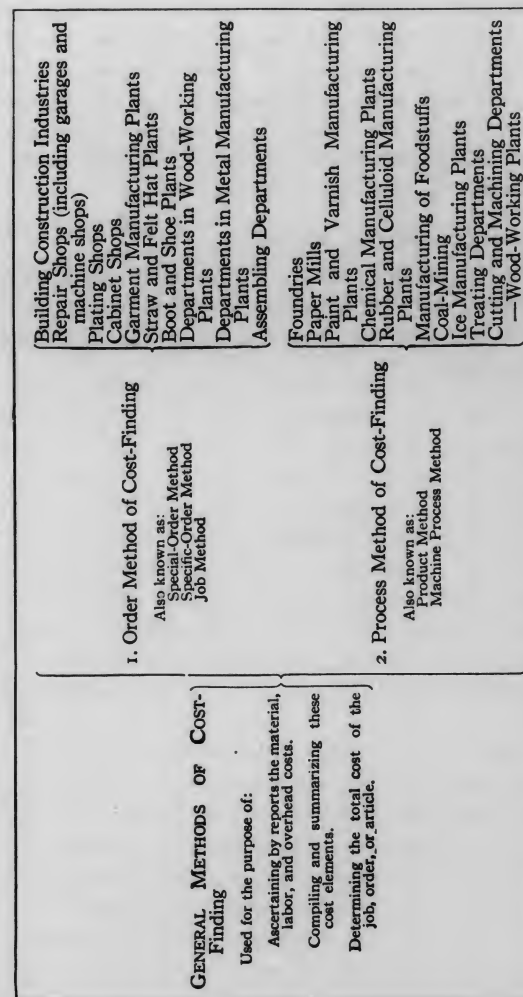 GENERAL METHODS OF COST-
Finding
Used for the purpose of:
Ascertaining by reports the material,
labor, and overhead costs.
Compiling and summarizing these
cost elements.
Determining the total cost of the
job, order, or article.
1. Order Method of Cost-Finding
Also known as:
Special-Order Method
Specific-Order Method
Job Method
Building Construction Industries
Repair Shops (including garages and
machine shops)
Plating Shops
Cabinet Shops
Garment Manufacturing Plants
Straw and Felt Hat Plants
Boot and Shoe Plants
Departments in Wood-Working
Plants
Departments in Metal Manufacturing
Plants
Assembling Departments
2. Process Method of Cost-Finding
Also known as:
Product Method
Machine Process Method
Foundries
Paper Mills
Paint and Varnish Manufacturing
Plants
Chemical Manufacturing Plants
Rubber and Celluloid Manufacturing
Plants
Manufacturing of Foodstuffs
Coal-Mining
Ice Manufacturing Plants
Treating Departments
Cutting and Machining Departments
—Wood-Working Plants